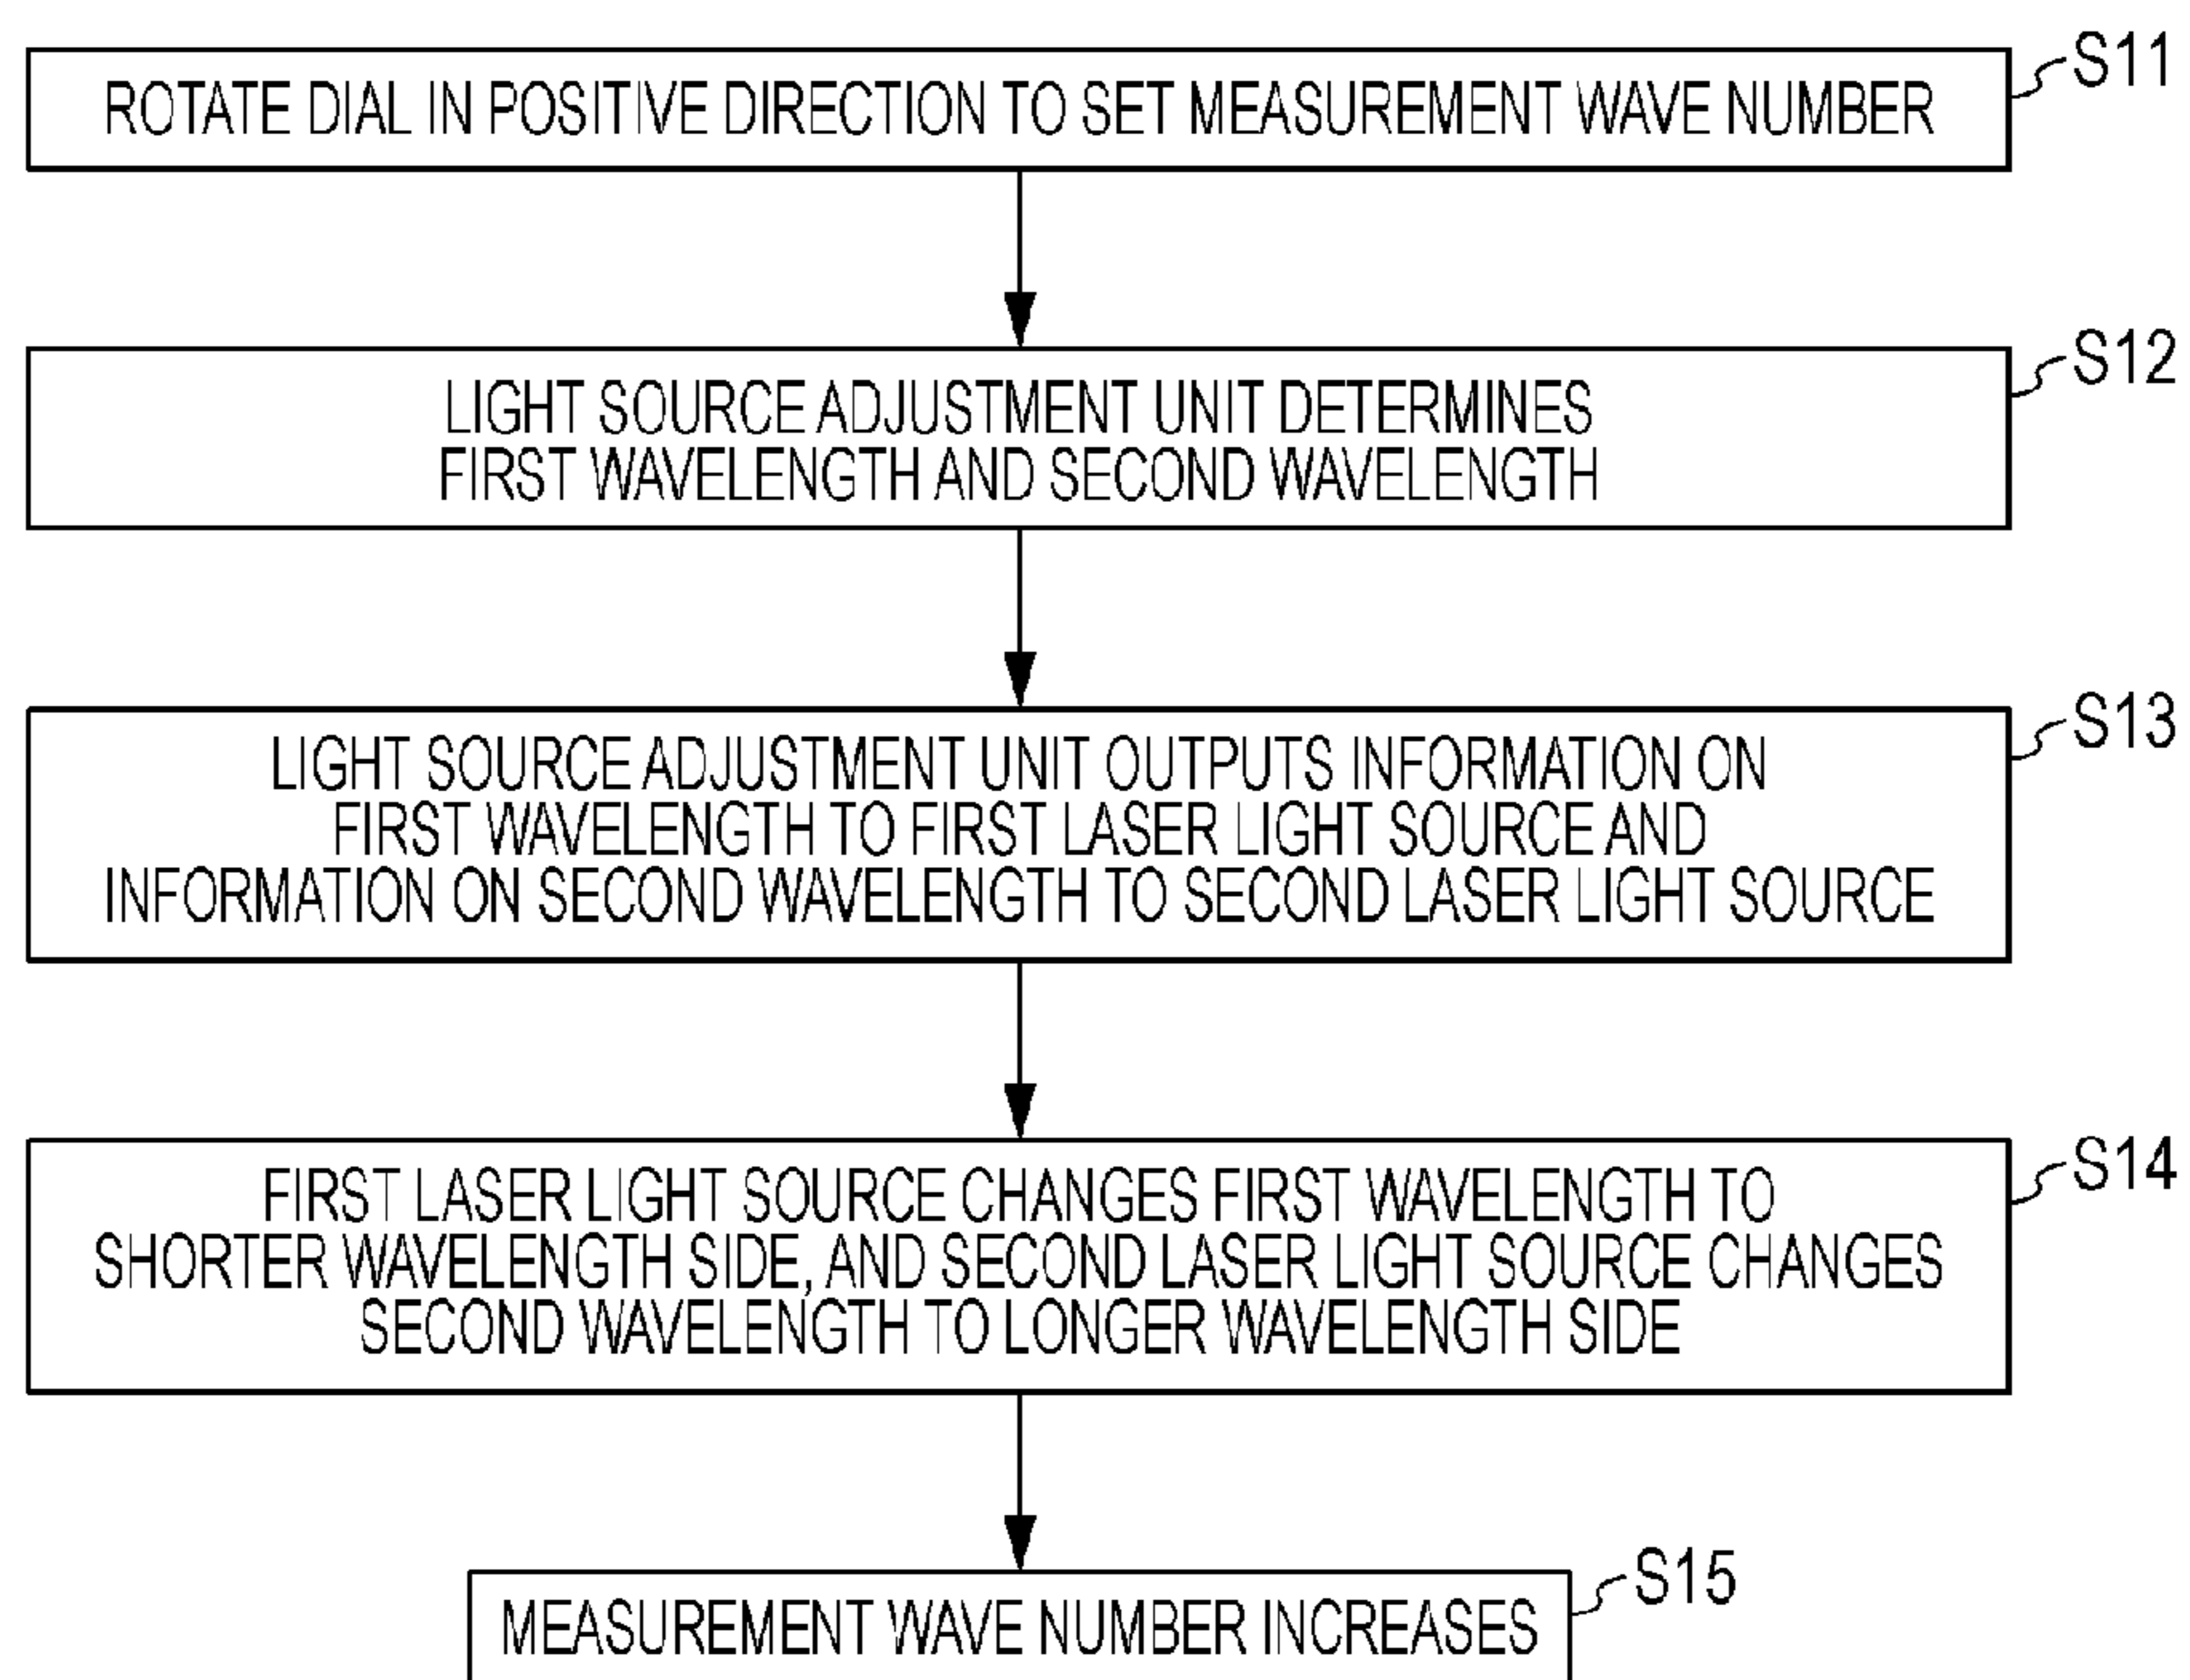 S11
ROTATE DIAL IN POSITIVE DIRECTION TO SET MEASUREMENT WAVE NUMBER
S12
LIGHT SOURCE ADJUSTMENT UNIT DETERMINES
FIRST WAVELENGTH AND SECOND WAVELENGTH
S13
LIGHT SOURCE ADJUSTMENT UNIT OUTPUTS INFORMATION ON
FIRST WAVELENGTH TO FIRST LASER LIGHT SOURCE AND
INFORMATION ON SECOND WAVELENGTH TO SECOND LASER LIGHT SOURCE
S14
FIRST LASER LIGHT SOURCE CHANGES FIRST WAVELENGTH TO
SHORTER WAVELENGTH SIDE, AND SECOND LASER LIGHT SOURCE CHANGES
SECOND WAVELENGTH TO LONGER WAVELENGTH SIDE
S15
MEASUREMENT WAVE NUMBER INCREASES